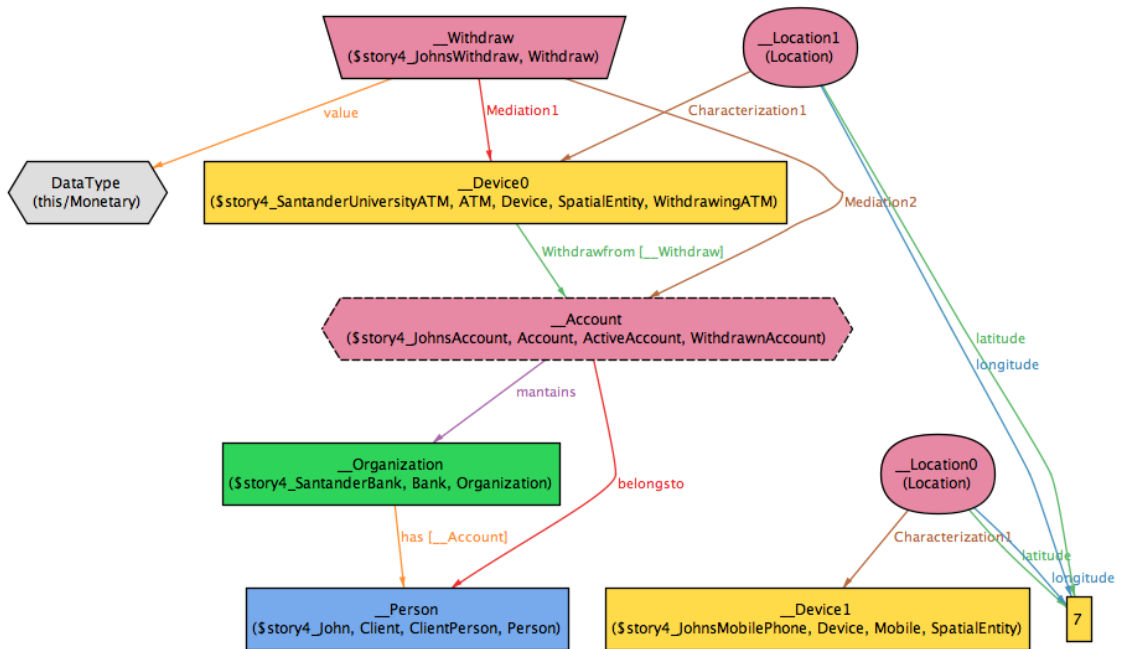 __Withdraw
($story4_JohnsWithdraw, Withdraw)
__Location1
(Location)
value
Mediation1
Characterization1
DataType
(this/Monetary)
__Device0
($story4_SantanderUniversityATM, ATM, Device, SpatialEntity, WithdrawingATM)
Mediation2
Withdrawfrom [__Withdraw]
__Account
($story4_JohnsAccount, Account, ActiveAccount, WithdrawnAccount)
latitude
longitude
mantains
__Organization
($story4_SantanderBank, Bank, Organization)
belongsto
__Location0
(Location)
has [__Account]
Characterization1
latitude
longitude
__Person
($story4_John, Client, ClientPerson, Person)
__Device1
($story4_JohnsMobilePhone, Device, Mobile, SpatialEntity)
7